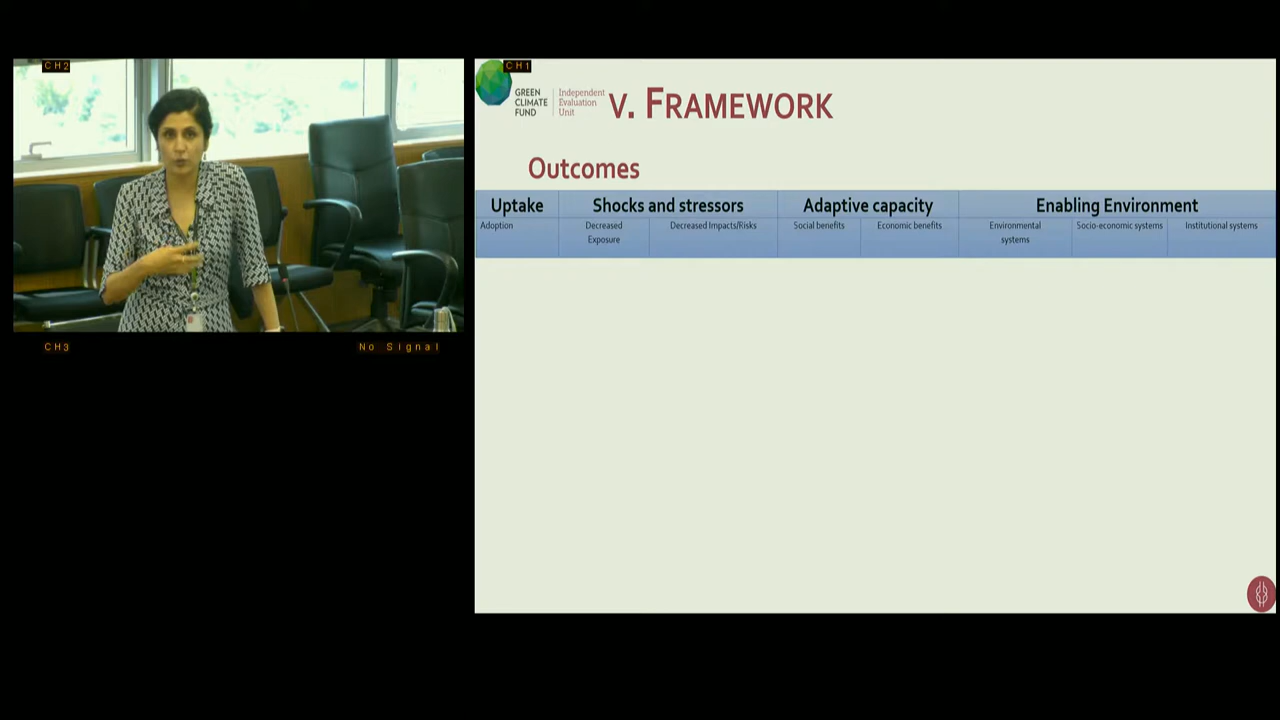 CH2
CH1
GREEN
CLIMATE
FUND
Independent
Evaluation
Unit
v. FRAMEWORK
Outcomes
Uptake Shocks and stressors Adaptive capacity Enabling Environment
Adoption Decreased Exposure Decreased Impacts/Risks Social benefits Economic benefits Environmental systems Socio-economic systems Institutional systems
CH3 No Signal